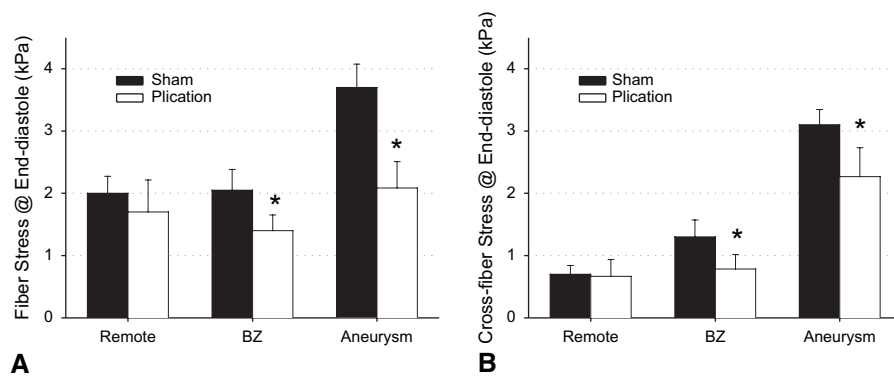 Fiber Stress @ End-diastole (kPa)
4
3
2
1
0
Sham
Plication
*
*
Remote BZ Aneurysm
A
Cross-fiber Stress @ End-diastole (kPa)
4
3
2
1
0
Sham
Plication
*
*
Remote BZ Aneurysm
B